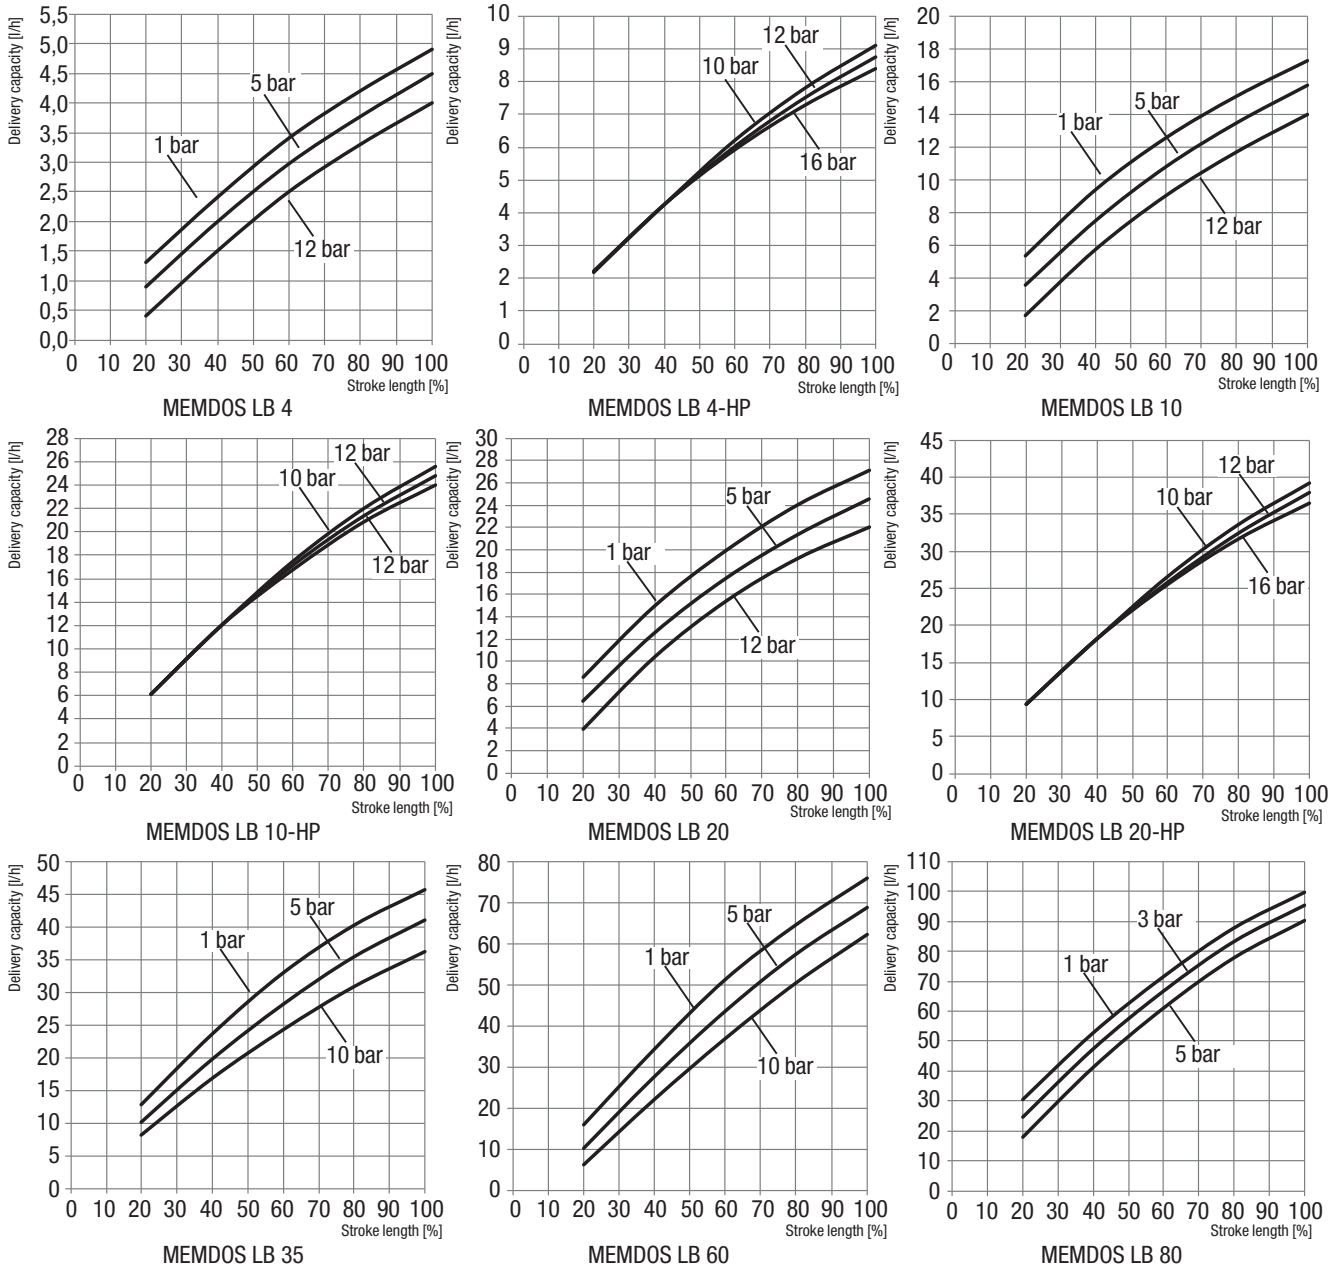 Delivery capacity [l/h]
5,5
5,0
4,5
4,0
3,5
3,0
2,5
2,0
1,5
1,0
0,5
0,0
1 bar
5 bar
12 bar
0 10 20 30 40 50 60 70 80 90 100
Stroke length [%]
MEMDOS LB 4
Delivery capacity [l/h]
10
9
8
7
6
5
4
3
2
1
0
12 bar
10 bar
16 bar
0 10 20 30 40 50 60 70 80 90 100
Stroke length [%]
MEMDOS LB 4-HP
Delivery capacity [l/h]
20
18
16
14
12
10
8
6
4
2
0
5 bar
1 bar
12 bar
0 10 20 30 40 50 60 70 80 90 100
Stroke length [%]
MEMDOS LB 10
Delivery capacity [l/h]
28
26
24
22
20
18
16
14
12
10
8
6
4
2
0
12 bar
10 bar
12 bar
0 10 20 30 40 50 60 70 80 90 100
Stroke length [%]
MEMDOS LB 10-HP
Delivery capacity [l/h]
30
28
26
24
22
20
18
16
14
12
10
8
6
4
2
0
5 bar
1 bar
12 bar
0 10 20 30 40 50 60 70 80 90 100
Stroke length [%]
MEMDOS LB 20
Delivery capacity [l/h]
45
40
35
30
25
20
15
10
5
0
12 bar
10 bar
16 bar
0 10 20 30 40 50 60 70 80 90 100
Stroke length [%]
MEMDOS LB 20-HP
Delivery capacity [l/h]
50
45
40
35
30
25
20
15
10
5
0
5 bar
1 bar
10 bar
0 10 20 30 40 50 60 70 80 90 100
Stroke length [%]
MEMDOS LB 35
Delivery capacity [l/h]
80
70
60
50
40
30
20
10
0
5 bar
1 bar
10 bar
0 10 20 30 40 50 60 70 80 90 100
Stroke length [%]
MEMDOS LB 60
Delivery capacity [l/h]
110
100
90
80
70
60
50
40
30
20
10
0
3 bar
1 bar
5 bar
0 10 20 30 40 50 60 70 80 90 100
Stroke length [%]
MEMDOS LB 80